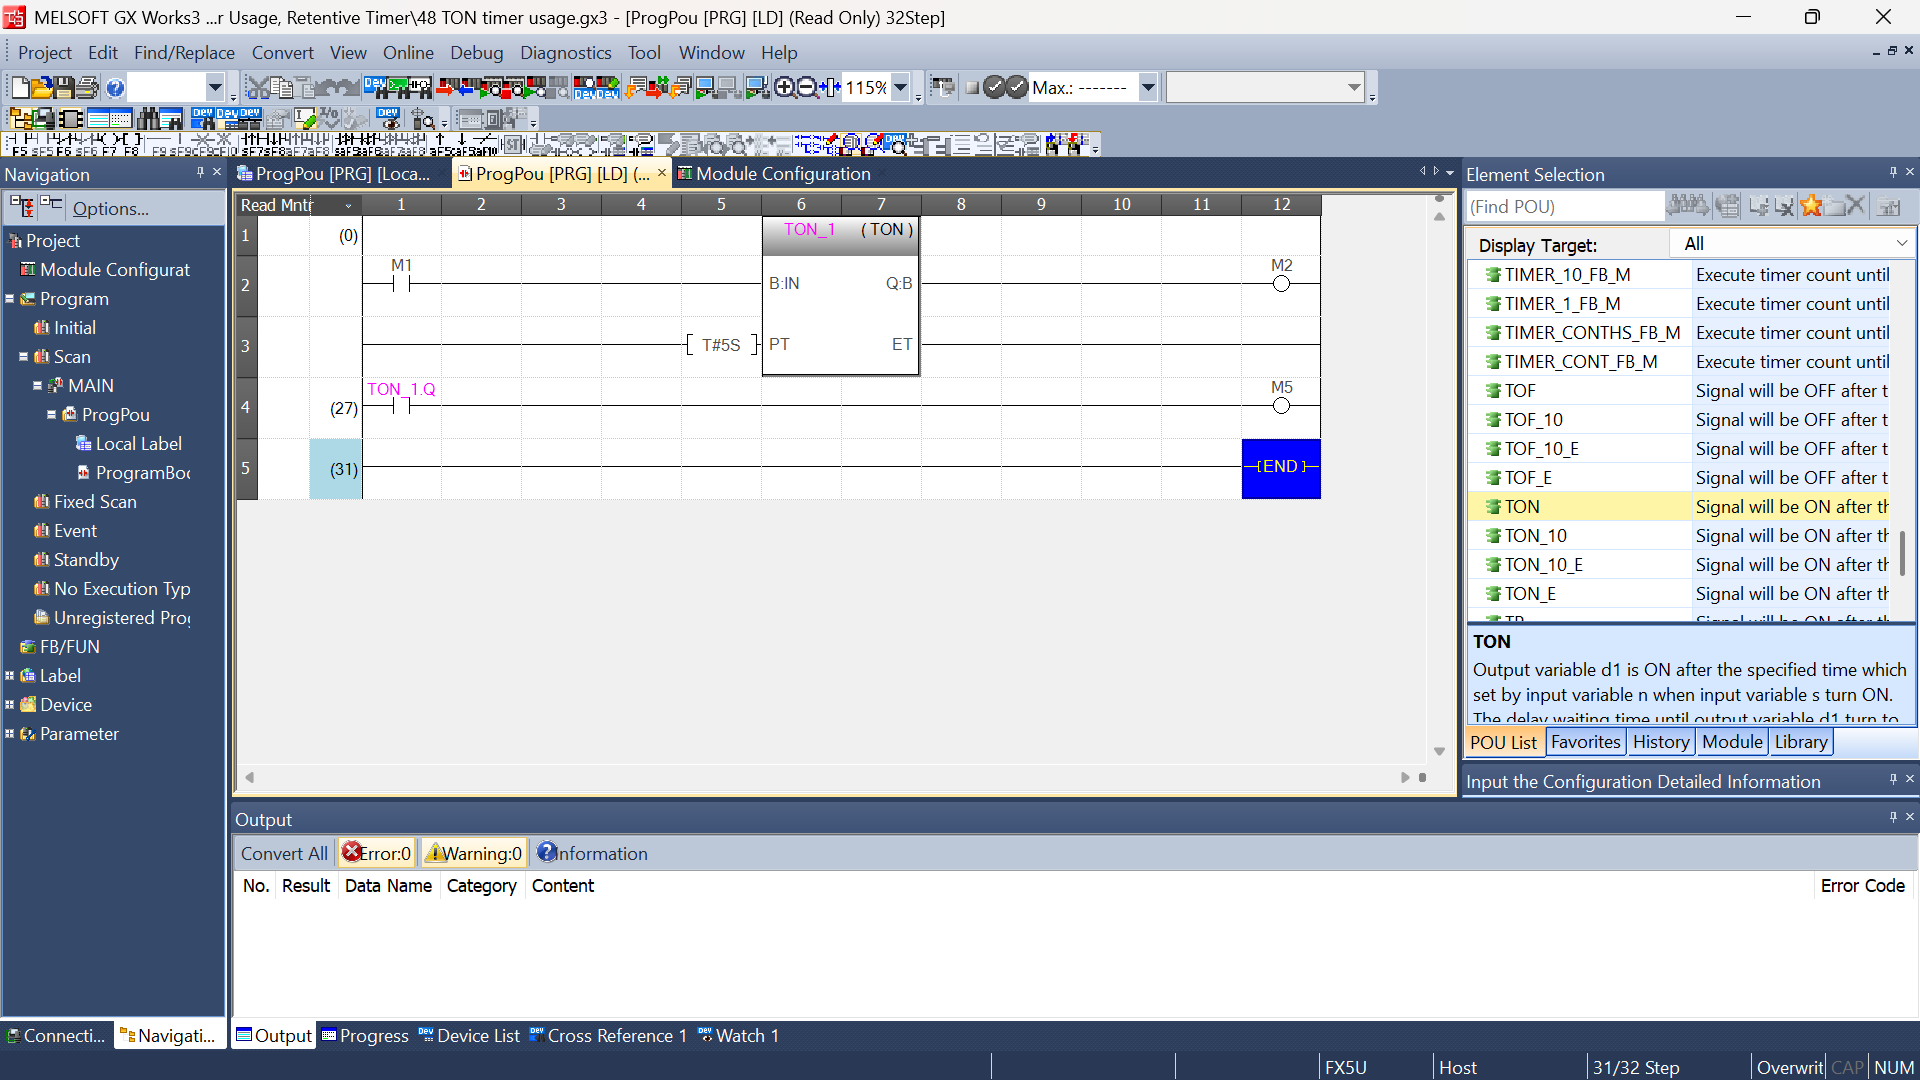 MELSOFT GX Works3 ...r Usage, Retentive Timer\48 TON timer usage.gx3 - [ProgPou [PRG] [LD] (Read Only) 32Step]
Project Edit Find/Replace Convert View Online Debug Diagnostics Tool Window Help
115% Max.: -------
Navigation
Options...
Project
Module Configurat
Program
Initial
Scan
MAIN
ProgPou
Local Label
ProgramBoo
Fixed Scan
Event
Standby
No Execution Typ
Unregistered Prog
FB/FUN
Label
Device
Parameter
Connecti... Navigati...
ProgPou [PRG] [Loca... ProgPou [PRG] [LD] (... Module Configuration
Read Mntr 1 2 3 4 5 6 7 8 9 10 11 12
1 (0) TON_1 (TON)
2 M1 B:IN Q:B M2
3 T#5S PT ET
4 (27) TON_1.Q M5
5 (31) END
Element Selection
(Find POU)
Display Target: All
TIMER_10_FB_M Execute timer count until
TIMER_1_FB_M Execute timer count until
TIMER_CONTHS_FB_M Execute timer count until
TIMER_CONT_FB_M Execute timer count until
TOF Signal will be OFF after t
TOF_10 Signal will be OFF after t
TOF_10_E Signal will be OFF after t
TOF_E Signal will be OFF after t
TON Signal will be ON after th
TON_10 Signal will be ON after th
TON_10_E Signal will be ON after th
TON_E Signal will be ON after th
TON
Output variable d1 is ON after the specified time which
set by input variable n when input variable s turn ON.
The delay waiting time until output variable d1 turn to
POU List Favorites History Module Library
Input the Configuration Detailed Information
Output
Convert All Error:0 Warning:0 Information
No. Result Data Name Category Content Error Code
Output Progress Device List Cross Reference 1 Watch 1
FX5U Host 31/32 Step Overwrit CAP NUM